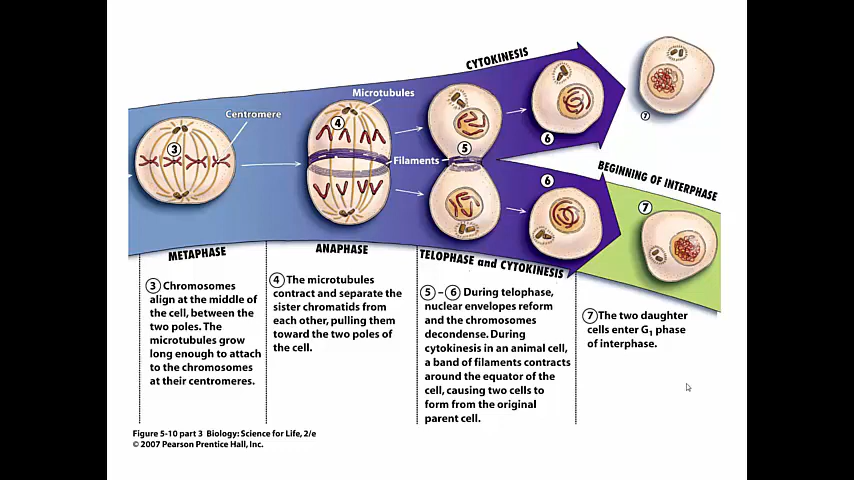 CYTOKINESIS
Microtubules
Centromere
4
3
Filaments
5
6
7
6
BEGINNING OF INTERPHASE
7
METAPHASE
ANAPHASE
TELOPHASE and CYTOKINESIS
3 Chromosomes
align at the middle of
the cell, between the
two poles. The
microtubules grow
long enough to attach
to the chromosomes
at their centromeres.
4 The microtubules
contract and separate the
sister chromatids from
each other, pulling them
toward the two poles of
the cell.
5 – 6 During telophase,
nuclear envelopes reform
and the chromosomes
decondense. During
cytokinesis in an animal cell,
a band of filaments contracts
around the equator of the
cell, causing two cells to
form from the original
parent cell.
7 The two daughter
cells enter G1 phase
of interphase.
Figure 5-10 part 3 Biology: Science for Life, 2/e
© 2007 Pearson Prentice Hall, Inc.